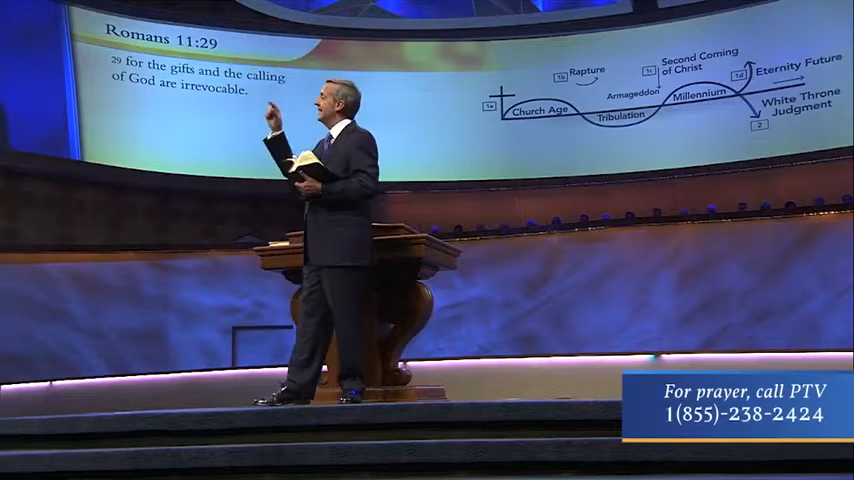 Romans 11:29
29 for the gifts and the calling
of God are irrevocable.
1a
Church Age
1b
Rapture
Tribulation
Armageddon
1c
Second Coming
of Christ
Millennium
1d
Eternity Future
White Throne
Judgment
2
For prayer, call PTV
1(855)-238-2424